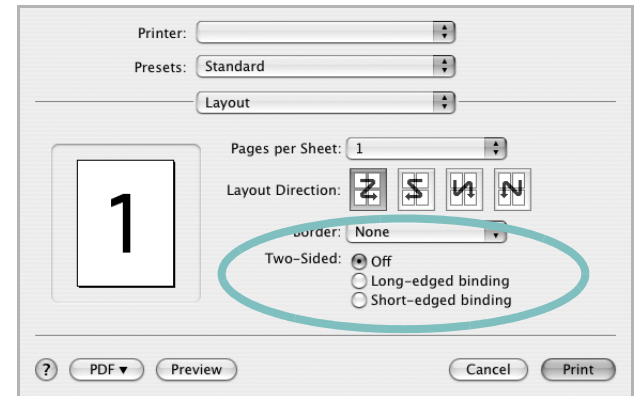 Printer:
Presets: Standard
Layout
Pages per Sheet: 1
1
Layout Direction:
Border: None
Two-Sided: Off
Long-edged binding
Short-edged binding
? PDF▼ Preview Cancel Print